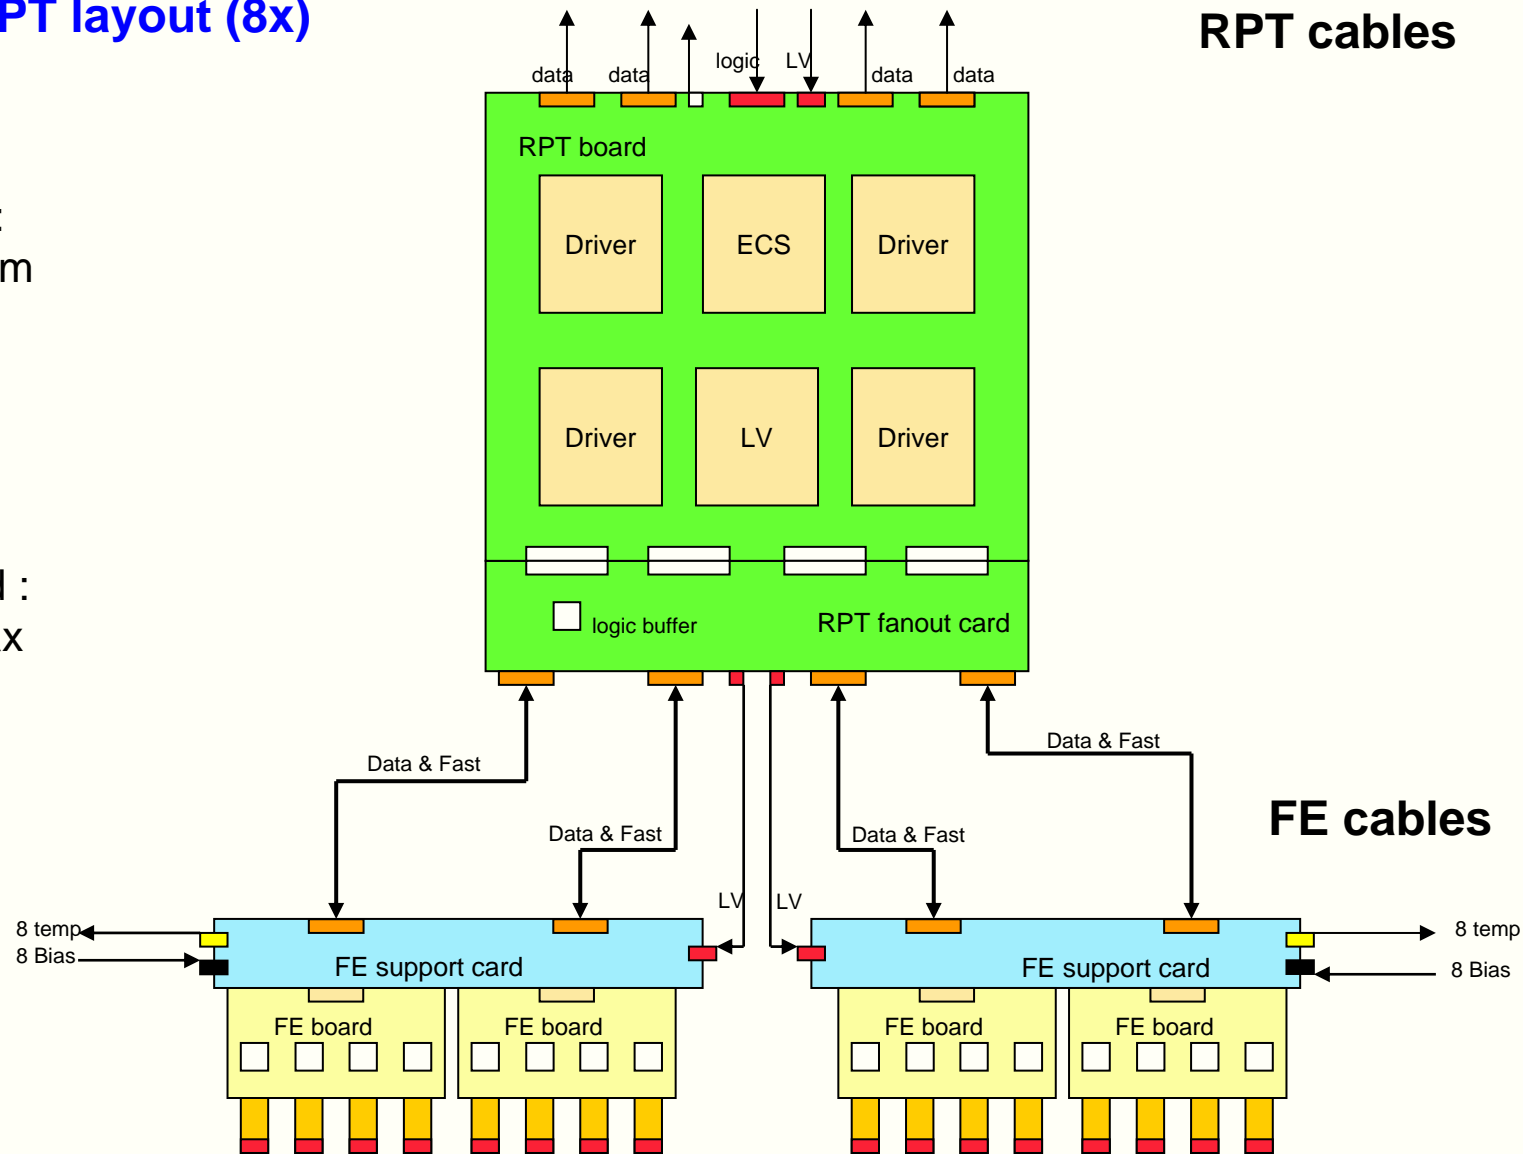 PT layout (8x)
RPT cables
logic
LV
data
data
data
data
RPT board
:
m
Driver
ECS
Driver
Driver
LV
Driver
d :
x
logic buffer
RPT fanout card
Data & Fast
Data & Fast
FE cables
Data & Fast
Data & Fast
LV
LV
8 temp
8 Bias
FE support card
FE support card
8 temp
8 Bias
FE board
FE board
FE board
FE board